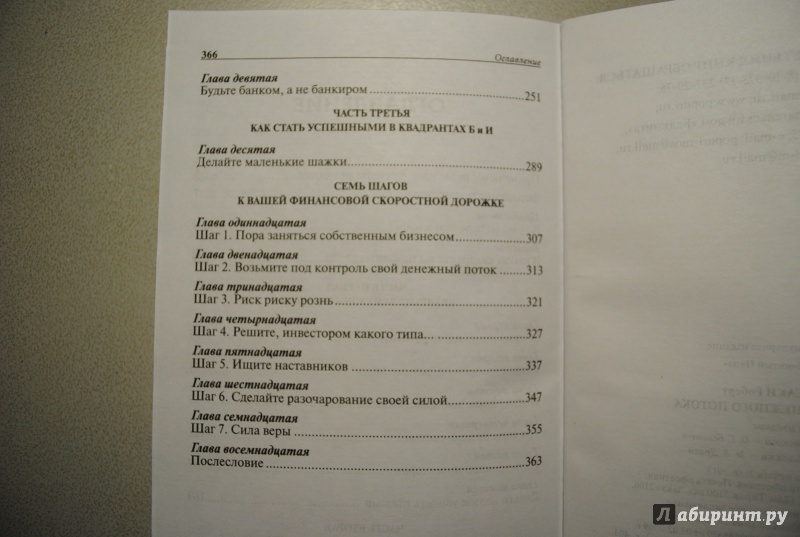 366 Оглавление
Глава девятая
Будьте банком, а не банкиром ........ 251
ЧАСТЬ ТРЕТЬЯ
КАК СТАТЬ УСПЕШНЫМИ В КВАДРАНТАХ Б и И
Глава десятая
Делайте маленькие шажки ........ 289
СЕМЬ ШАГОВ
К ВАШЕЙ ФИНАНСОВОЙ СКОРОСТНОЙ ДОРОЖКЕ
Глава одиннадцатая
Шаг 1. Пора заняться собственным бизнесом ........ 307
Глава двенадцатая
Шаг 2. Возьмите под контроль свой денежный поток ........ 313
Глава тринадцатая
Шаг 3. Риск риску рознь ........ 321
Глава четырнадцатая
Шаг 4. Решите, инвестором какого типа... ........ 327
Глава пятнадцатая
Шаг 5. Ищите наставников ........ 337
Глава шестнадцатая
Шаг 6. Сделайте разочарование своей силой ........ 347
Глава семнадцатая
Шаг 7. Сила веры ........ 355
Глава восемнадцатая
Послесловие ........ 363
Лабиринт.ру